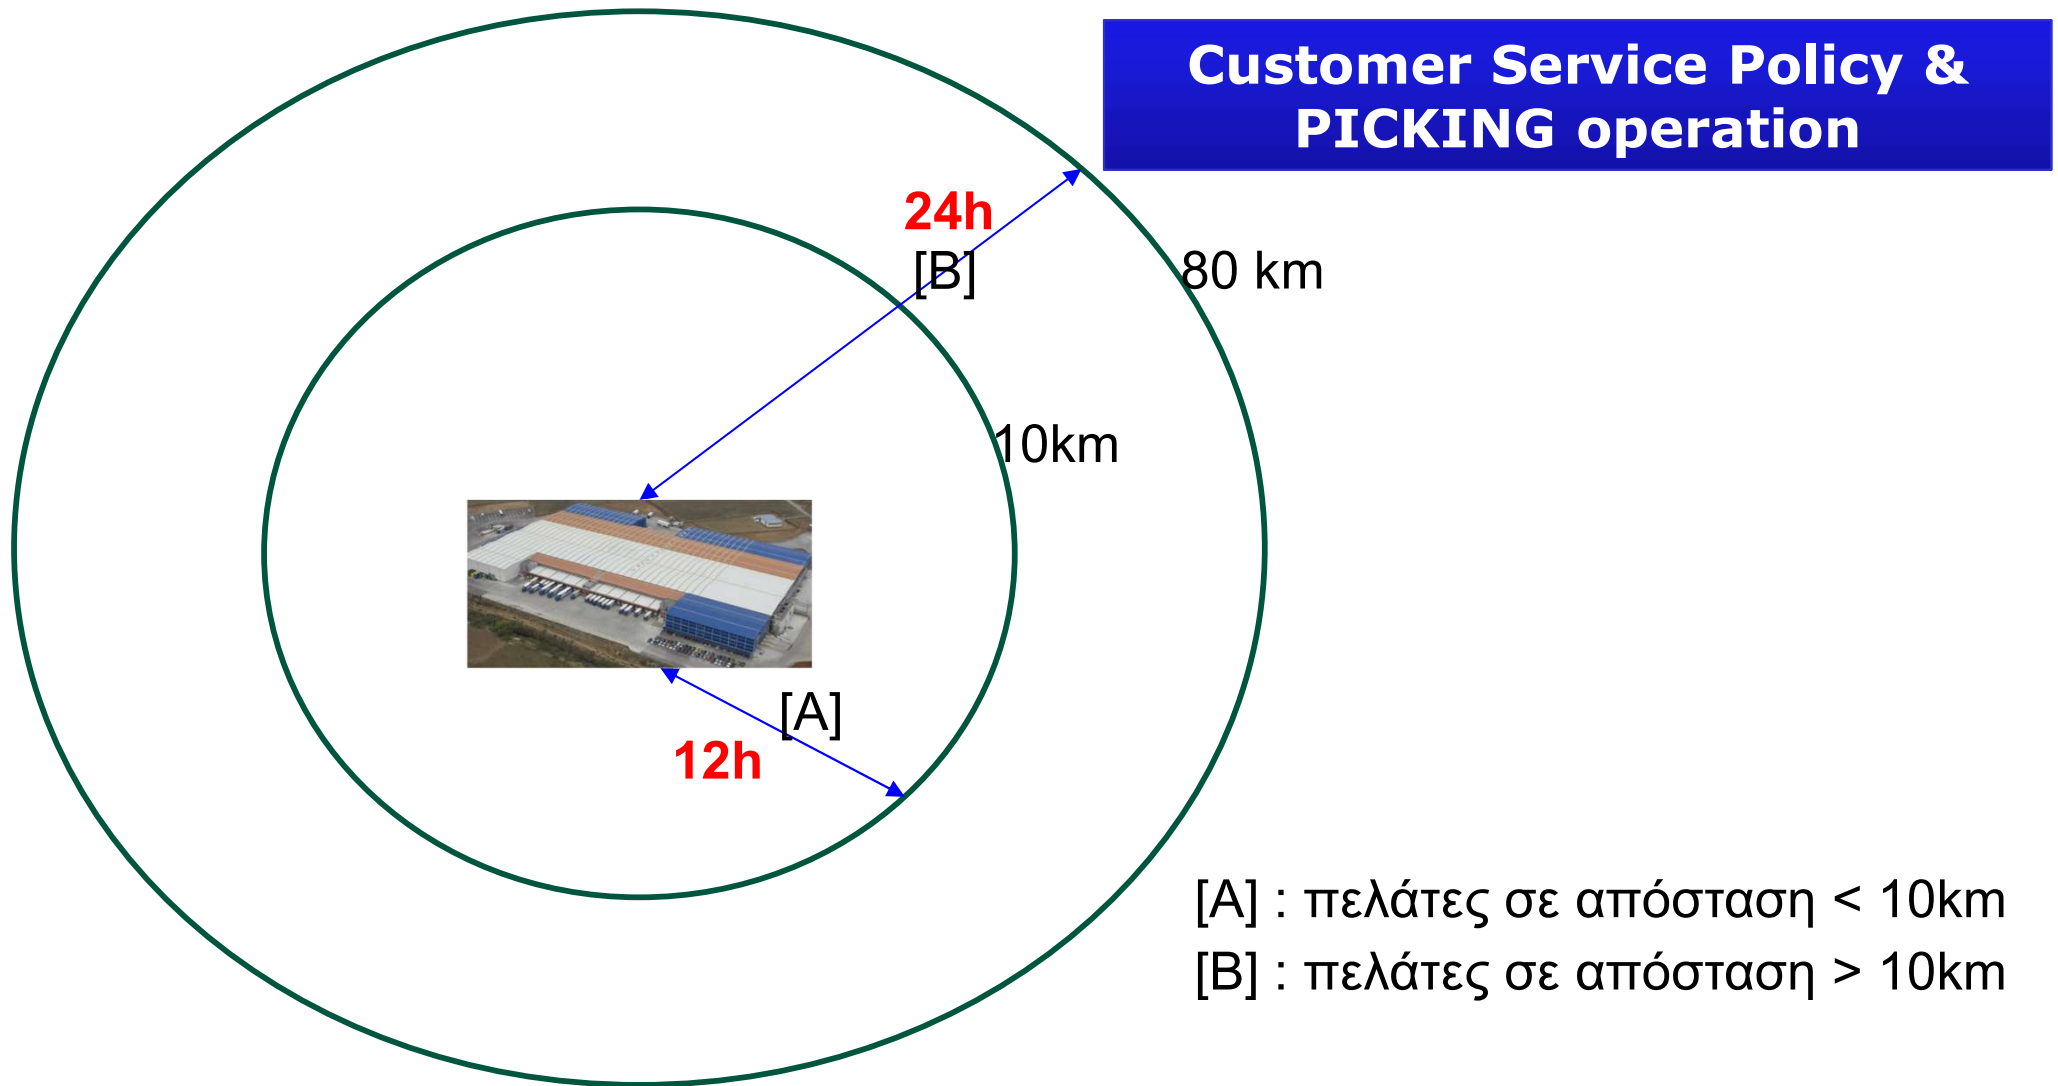 Customer Service Policy &
PICKING operation
24h
[B]
80 km
10km
[A]
12h
[A] : πελάτες σε απόσταση < 10km
[B] : πελάτες σε απόσταση > 10km